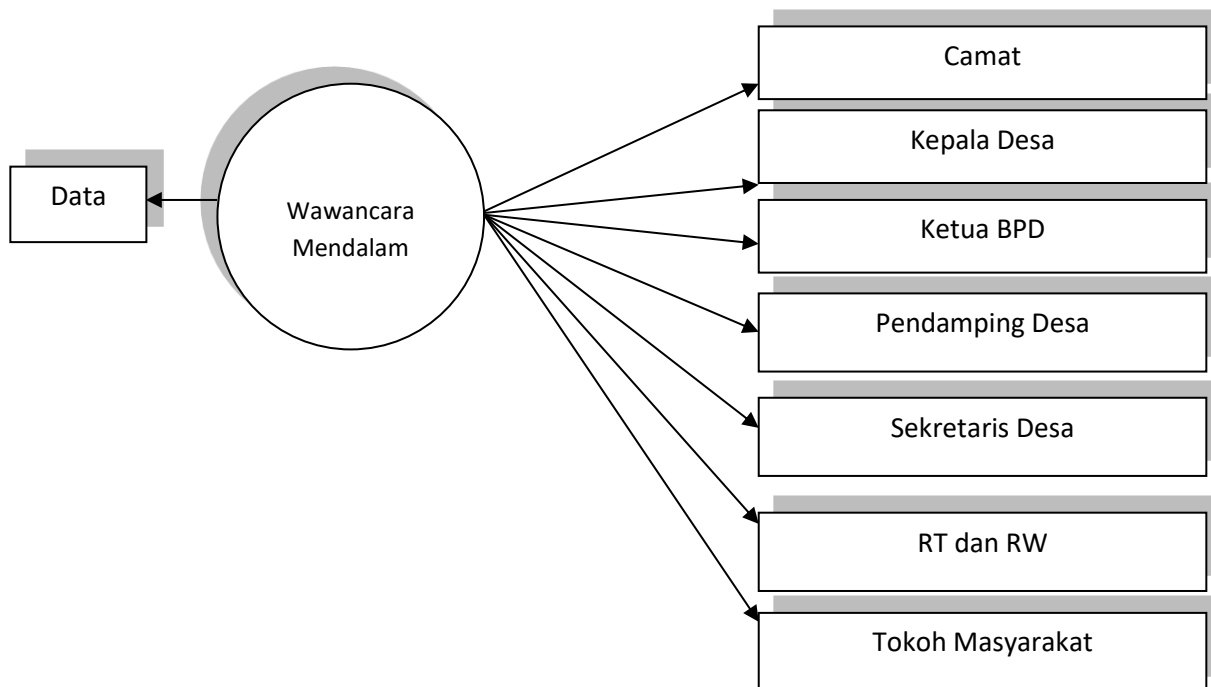 Data
Wawancara
Mendalam
Camat
Kepala Desa
Ketua BPD
Pendamping Desa
Sekretaris Desa
RT dan RW
Tokoh Masyarakat